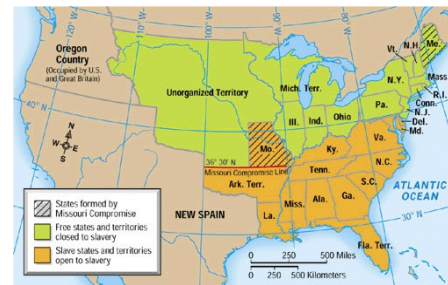 Oregon
Country
(Occupied by U.S.
and Great Britain)
Unorganized Territory
Mich. Terr.
Vt.
N.H.
Me.
Mass.
R.I.
Conn.
N.J.
Del.
Md.
N.Y.
Pa.
Ohio
Ind.
Ill.
Mo.
Ky.
Va.
N.C.
Tenn.
S.C.
Ga.
Ala.
Miss.
La.
Ark. Terr.
Fla. Terr.
36° 30' N
Missouri Compromise Line
NEW SPAIN
ATLANTIC
OCEAN
40° N
30° N
120° W
110° W
100° W
N
W
E
S
States formed by
Missouri Compromise
Free states and territories
closed to slavery
Slave states and territories
open to slavery
0 250 500 Miles
0 250 500 Kilometers